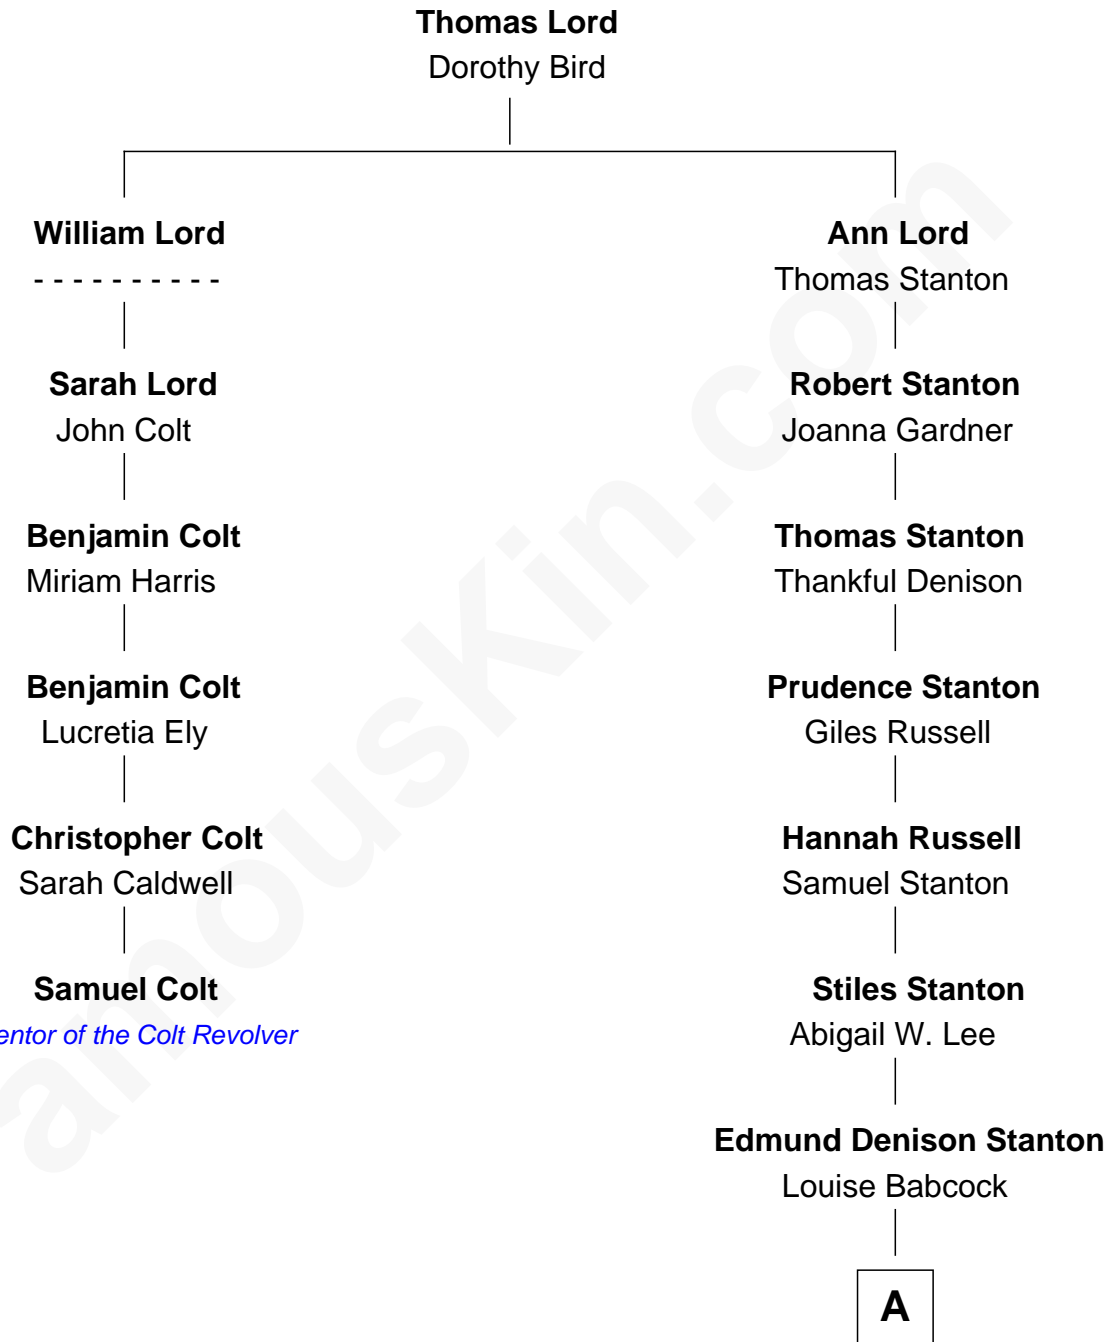 Thomas Lord
Dorothy Bird
William Lord
- - - - - - - - - -
Sarah Lord
John Colt
Benjamin Colt
Miriam Harris
Benjamin Colt
Lucretia Ely
Christopher Colt
Sarah Caldwell
Samuel Colt
entor of the Colt Revolver
Ann Lord
Thomas Stanton
Robert Stanton
Joanna Gardner
Thomas Stanton
Thankful Denison
Prudence Stanton
Giles Russell
Hannah Russell
Samuel Stanton
Stiles Stanton
Abigail W. Lee
Edmund Denison Stanton
Louise Babcock
A
amousKin.com